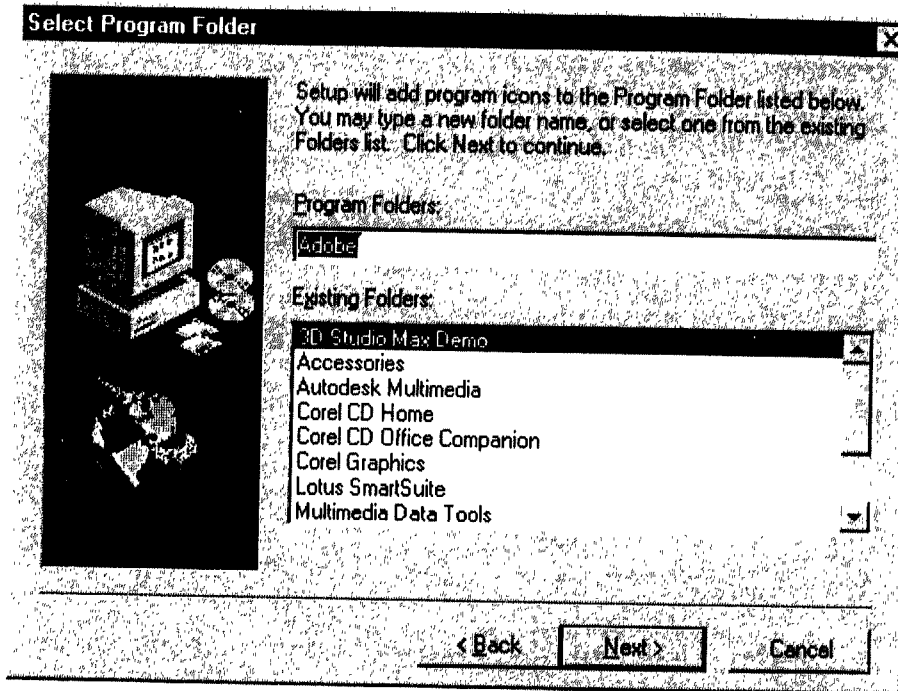 Select Program Folder
Setup will add program icons to the Program Folder listed below.
You may type a new folder name, or select one from the existing
Folders list. Click Next to continue.
Program Folders:
Adobe
Existing Folders:
3D Studio Max Demo
Accessories
Autodesk Multimedia
Corel CD Home
Corel CD Office Companion
Corel Graphics
Lotus SmartSuite
Multimedia Data Tools
< Back
Next >
Cancel